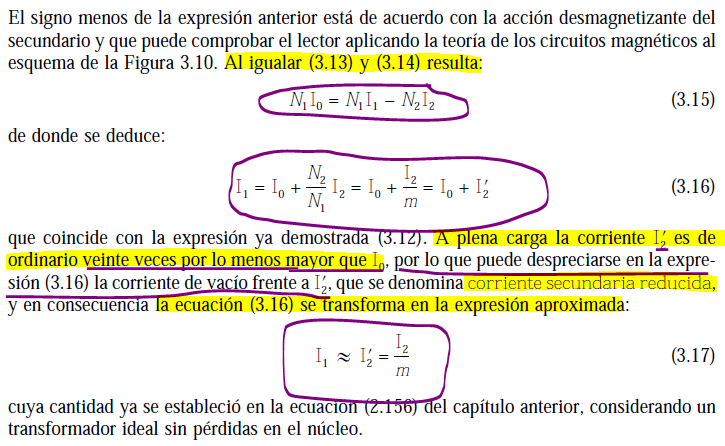 El signo menos de la expresión anterior está de acuerdo con la acción desmagnetizante del
secundario y que puede comprobar el lector aplicando la teoría de los circuitos magnéticos al
esquema de la Figura 3.10. Al igualar (3.13) y (3.14) resulta:
N₁I₀ = N₁I₁ − N₂I₂ (3.15)
de donde se deduce:
I₁ = I₀ + N₂/N₁ I₂ = I₀ + I₂/m = I₀ + I₂′ (3.16)
que coincide con la expresión ya demostrada (3.12). A plena carga la corriente I₂′ es de
ordinario veinte veces por lo menos mayor que I₀, por lo que puede despreciarse en la expre-
sión (3.16) la corriente de vacío frente a I₂′, que se denomina corriente secundaria reducida,
y en consecuencia la ecuación (3.16) se transforma en la expresión aproximada:
I₁ ≈ I₂′ = I₂/m (3.17)
cuya cantidad ya se estableció en la ecuación (2.156) del capítulo anterior, considerando un
transformador ideal sin pérdidas en el núcleo.